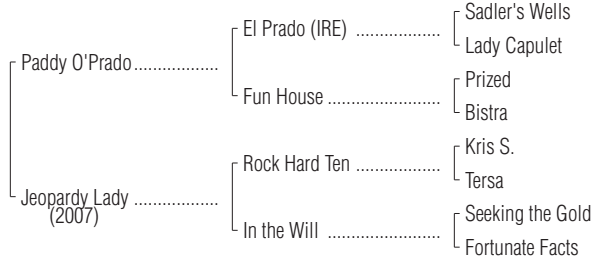 Sadler's Wells
El Prado (IRE) ..................
Lady Capulet
Paddy O'Prado..................
Prized
Fun House ........................
Bistra
Kris S.
Rock Hard Ten ..................
Tersa
Jeopardy Lady ..................
(2007)
Seeking the Gold
In the Will ........................
Fortunate Facts